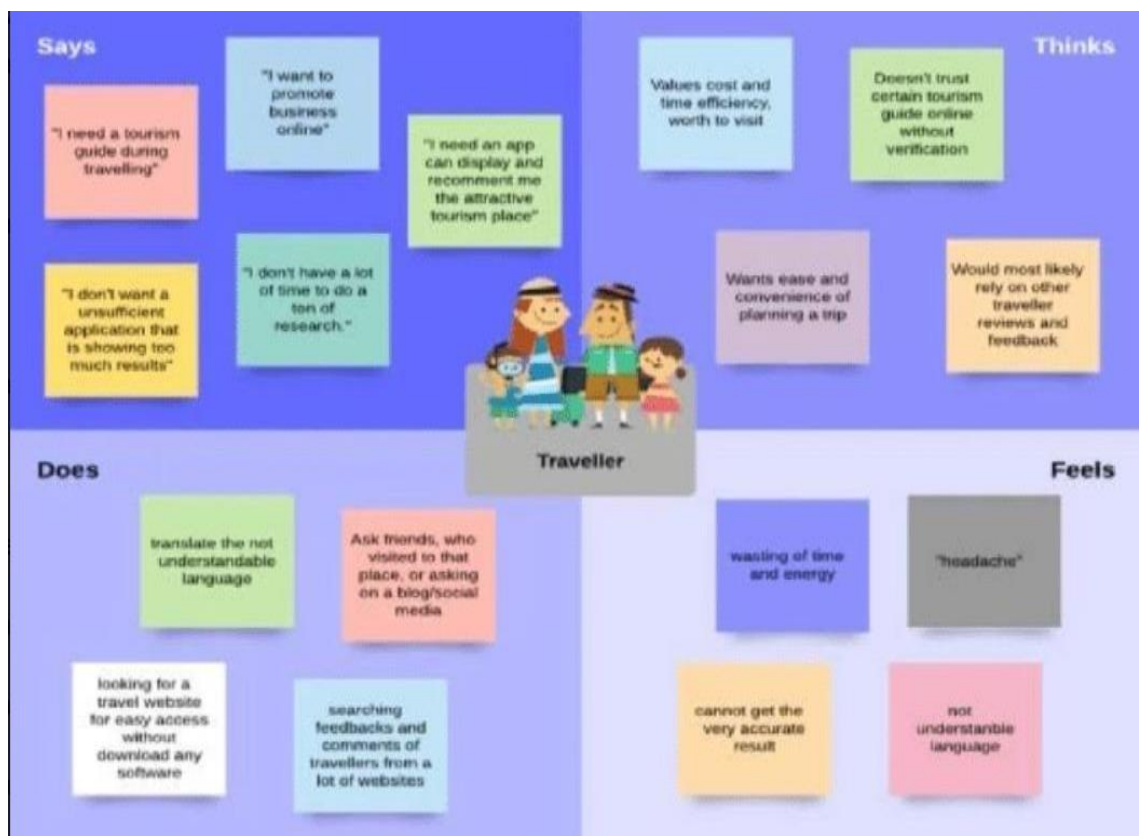 Says
"I want to
promote
business
online"
"I need a tourism
guide during
travelling"
"I need an app
can display and
recomment me
the attractive
tourism place"
"I don't want a
unsufficient
application that
is showing too
much results"
"I don't have a lot
of time to do a
ton of
research."
Thinks
Values cost and
time efficiency,
worth to visit
Doesn't trust
certain tourism
guide online
without
verification
Wants ease and
convenience of
planning a trip
Would most likely
rely on other
traveller
reviews and
feedback
Traveller
Does
translate the not
understandable
language
Ask friends, who
visited to that
place, or asking
on a blog/social
media
looking for a
travel website
for easy access
without
download any
software
searching
feedbacks and
comments of
travellers from a
lot of websites
Feels
wasting of time
and energy
"headache"
cannot get the
very accurate
result
not
understanble
language